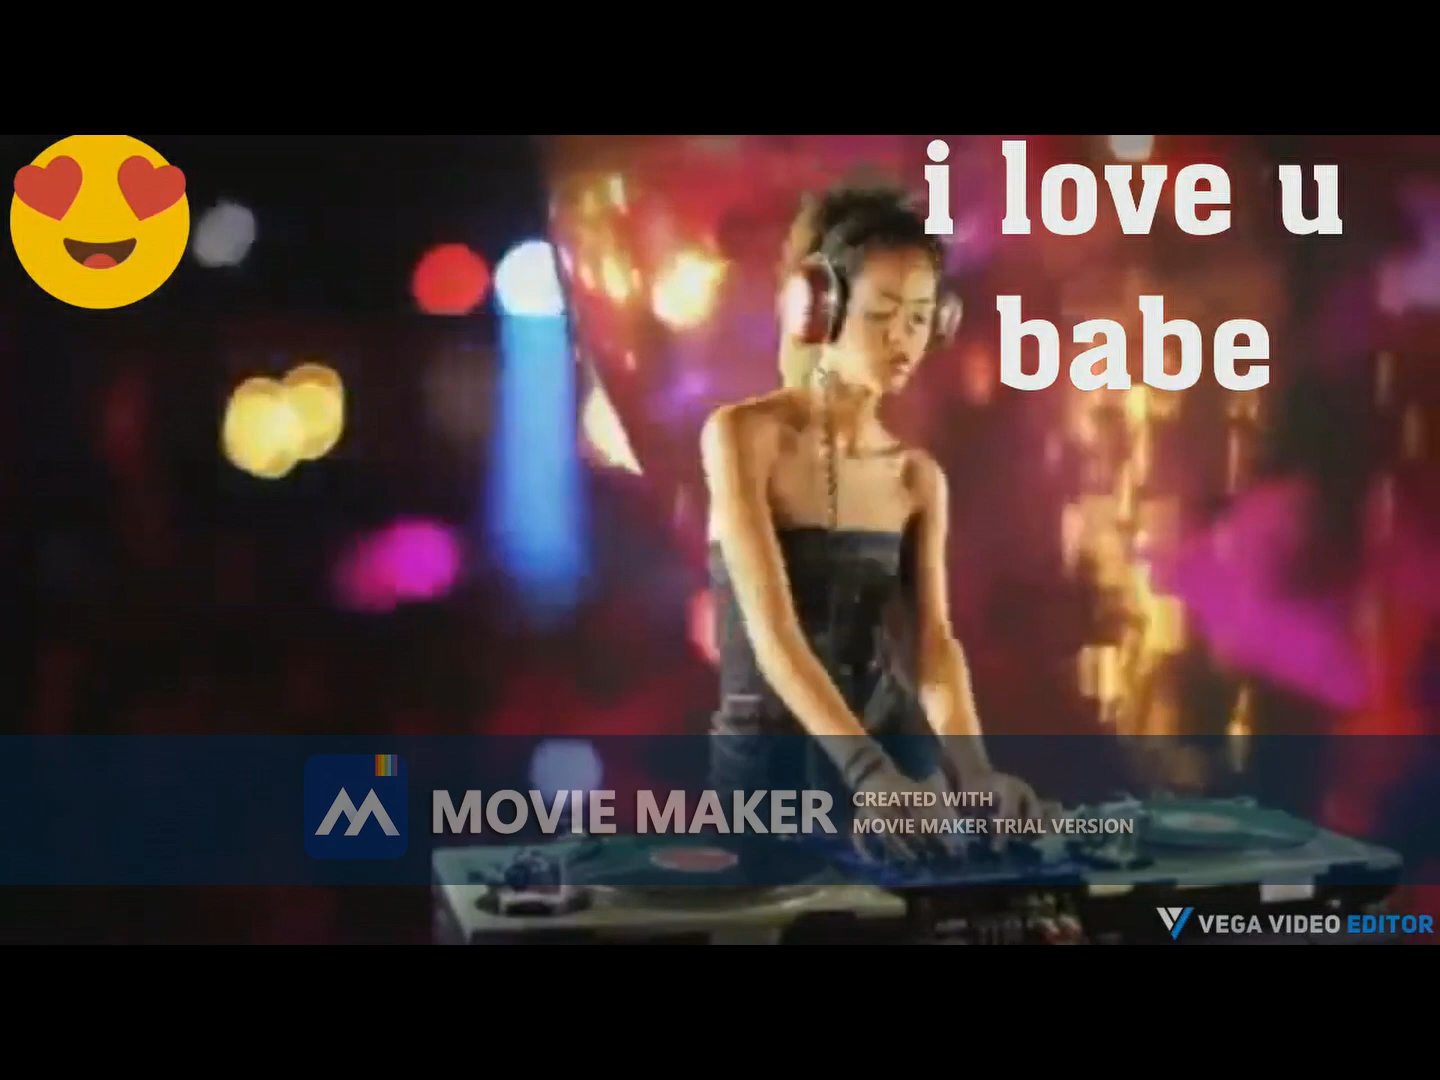 i love u
babe
MOVIE MAKER
CREATED WITH
MOVIE MAKER TRIAL VERSION
VEGA VIDEO EDITOR